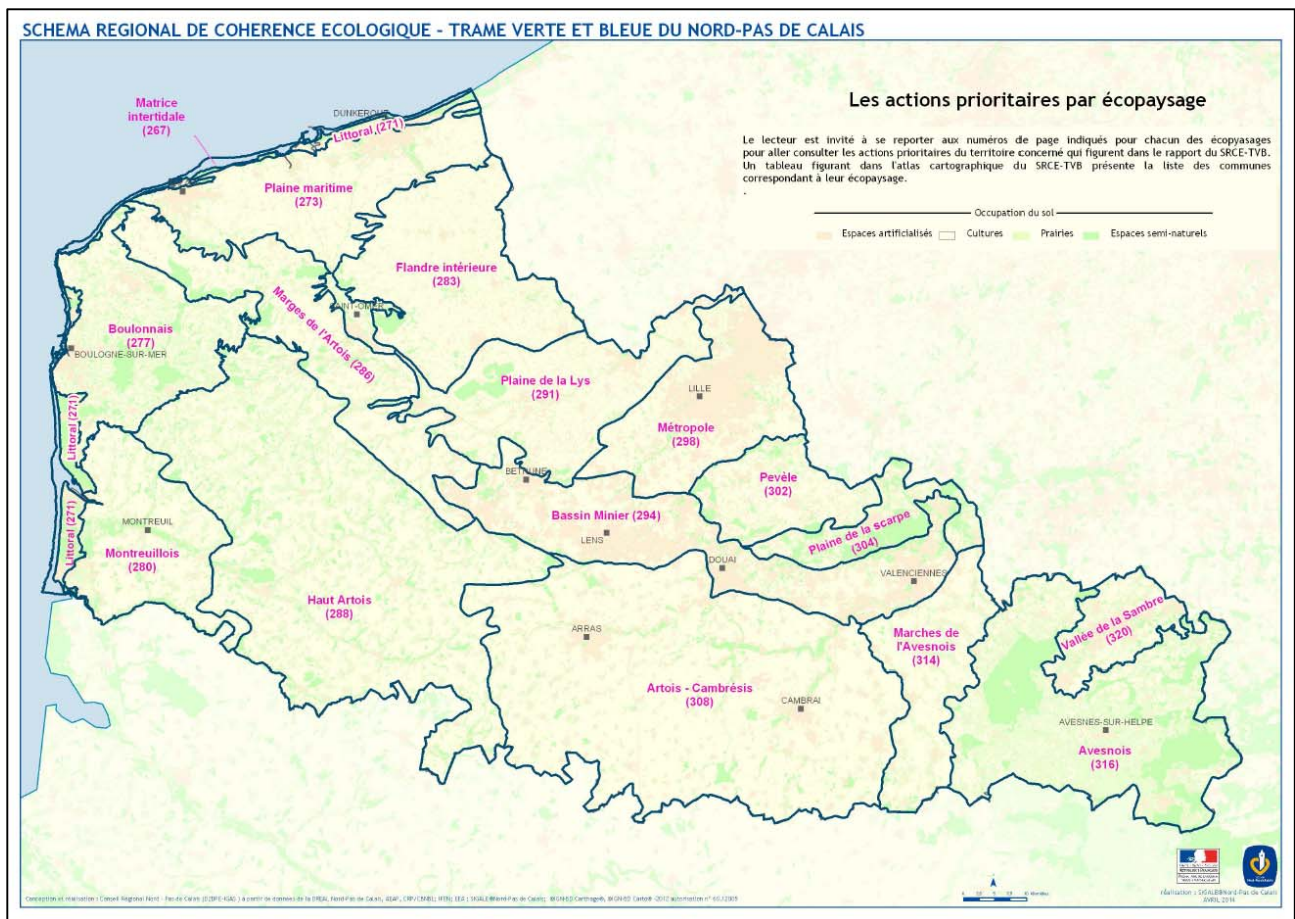 SCHEMA REGIONAL DE COHERENCE ECOLOGIQUE - TRAME VERTE ET BLEUE DU NORD-PAS DE CALAIS
Les actions prioritaires par écopaysage
Le lecteur est invité à se reporter aux numéros de page indiqués pour chacun des écopyasages
pour aller consulter les actions prioritaires du territoire concerné qui figurent dans le rapport du SRCE-TVB.
Un tableau figurant dans l'atlas cartographique du SRCE-TVB présente la liste des communes
correspondant à leur écopaysage.
.
Occupation du sol
Espaces artificialisés
Cultures
Prairies
Espaces semi-naturels
Matrice
intertidale
(267)
DUNKERQUE
Littoral (271)
Plaine maritime
(273)
Flandre intérieure
(283)
SAINT-OMER
Marges de l'Artois (286)
Boulonnais
(277)
BOULOGNE-SUR-MER
Plaine de la Lys
(291)
LILLE
Métropole
(298)
Littoral (271)
BETHUNE
Pevèle
(302)
Littoral (271)
MONTREUIL
Montreuillois
(280)
Bassin Minier (294)
LENS
Plaine de la scarpe
(304)
DOUAI
VALENCIENNES
Haut Artois
(288)
ARRAS
Marches de
l'Avesnois
(314)
Vallée de la Sambre
(320)
Artois - Cambrésis
(308)
CAMBRAI
AVESNES-SUR-HELPE
Avesnois
(316)
réalisation : SIGALE®Nord-Pas de Calais